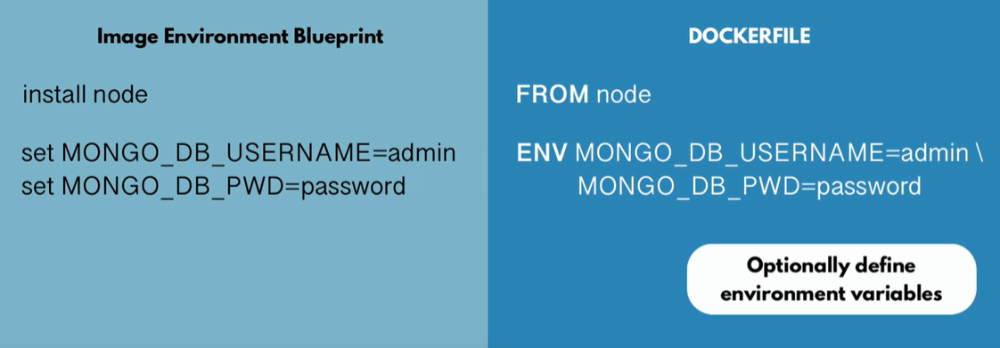 Image Environment Blueprint
install node
set MONGO_DB_USERNAME=admin
set MONGO_DB_PWD=password
DOCKERFILE
FROM node
ENV MONGO_DB_USERNAME=admin \
MONGO_DB_PWD=password
Optionally define
environment variables